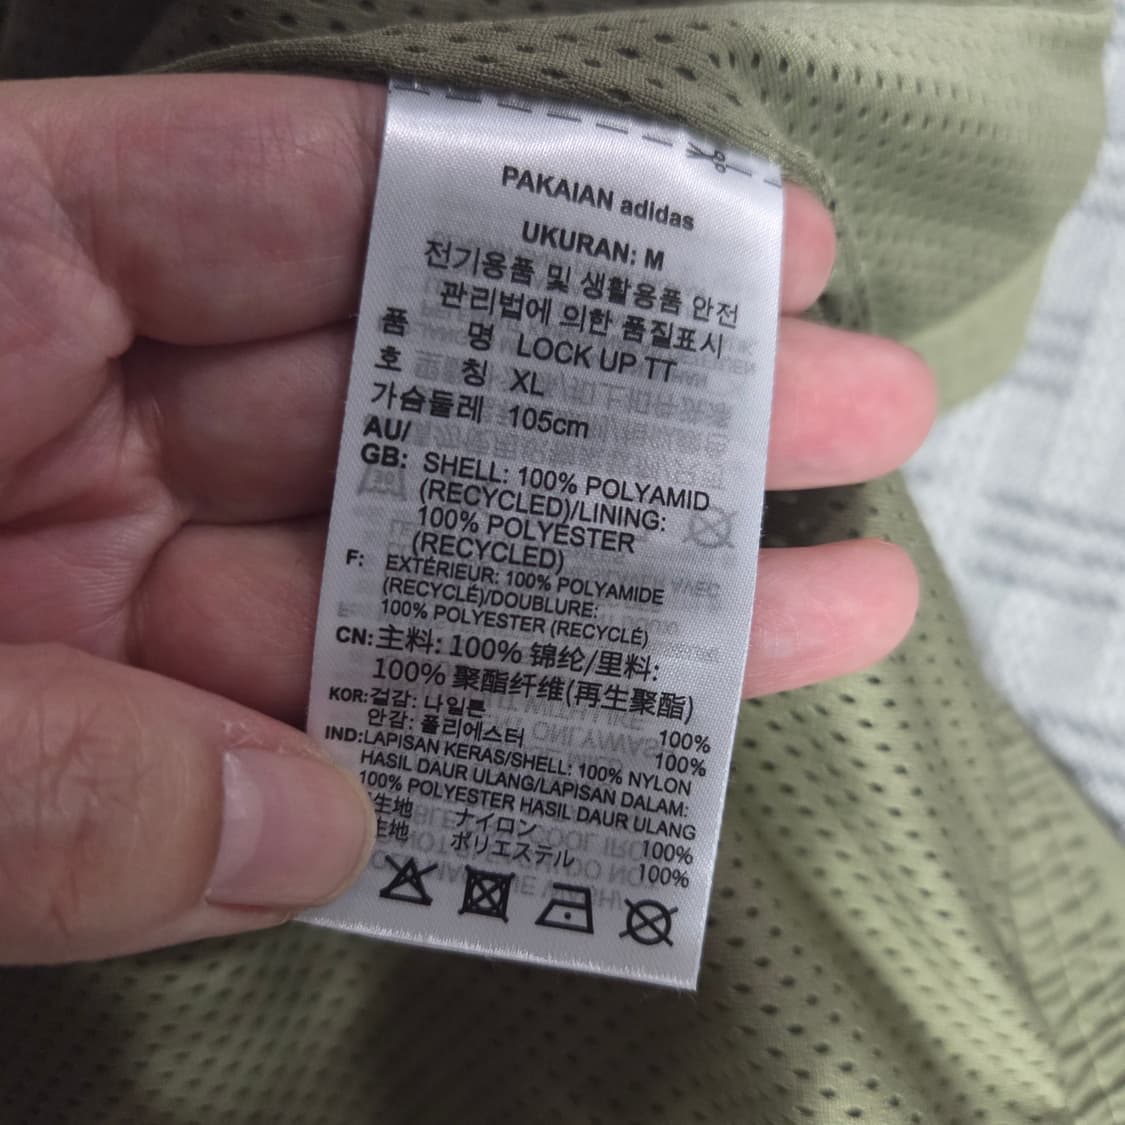 PAKAIAN adidas
UKURAN: M
전기용품 및 생활용품 안전
관리법에 의한 품질표시
품 명 LOCK UP TT
호 칭 XL
가슴둘레 105cm
AU/
GB: SHELL: 100% POLYAMID
(RECYCLED)/LINING:
100% POLYESTER
(RECYCLED)
F: EXTÉRIEUR: 100% POLYAMIDE
(RECYCLÉ)/DOUBLURE:
100% POLYESTER (RECYCLÉ)
CN: 主料: 100% 锦纶/里料:
100% 聚酯纤维(再生聚酯)
KOR: 겉감: 나일론 100%
안감: 폴리에스터 100%
IND: LAPISAN KERAS/SHELL: 100% NYLON
HASIL DAUR ULANG/LAPISAN DALAM:
100% POLYESTER HASIL DAUR ULANG
生地 ナイロン 100%
生地 ポリエステル 100%